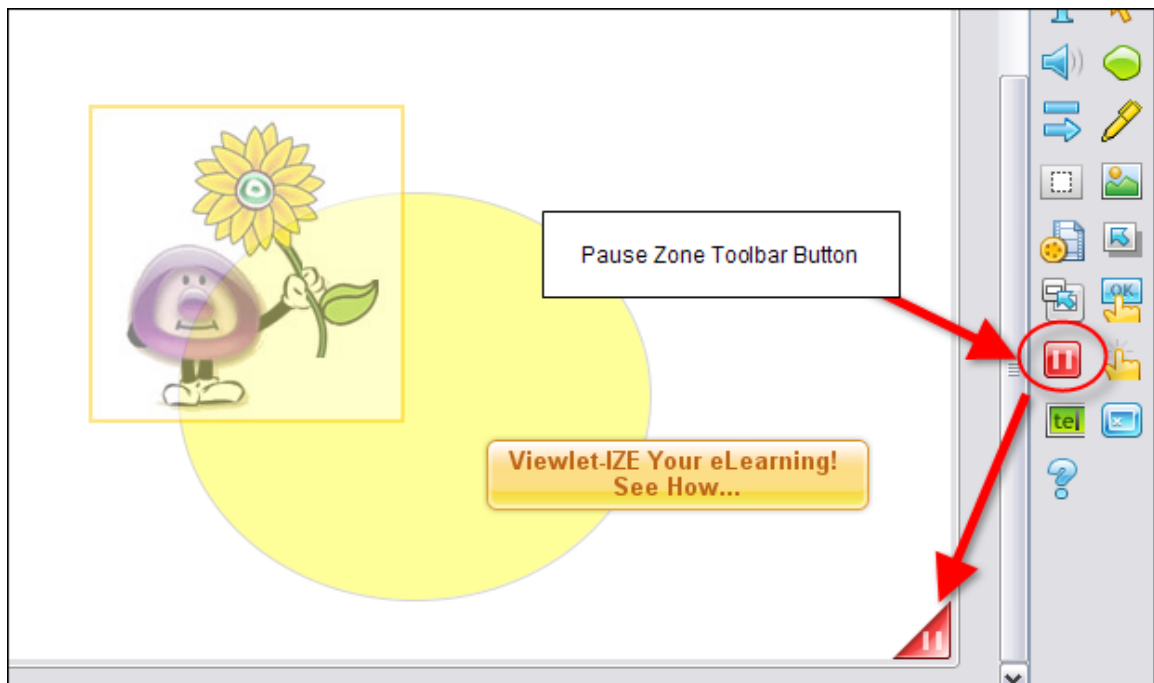 Pause Zone Toolbar Button
OK
tel
Viewlet-IZE Your eLearning!
See How...